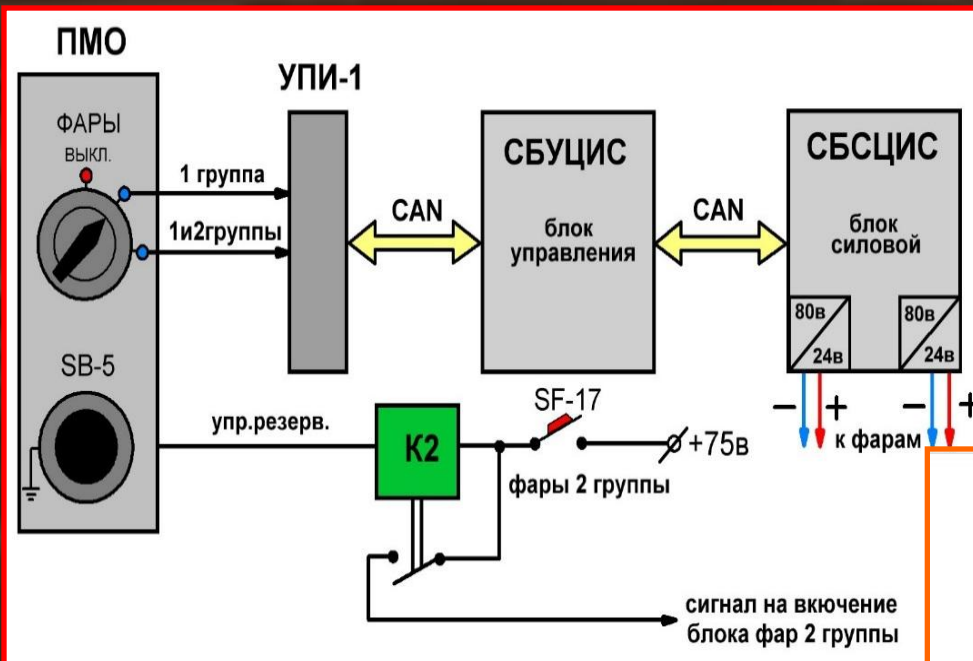 ПМО
ФАРЫ
ВЫКЛ.
1 группа
1и2группы
УПИ-1
CAN
СБУЦИС
блок
управления
CAN
СБСЦИС
блок
силовой
80в
24в
80в
24в
− + − +
к фарам
SB-5
упр.резерв.
К2
SF-17
+75в
фары 2 группы
сигнал на вкючение
блока фар 2 группы